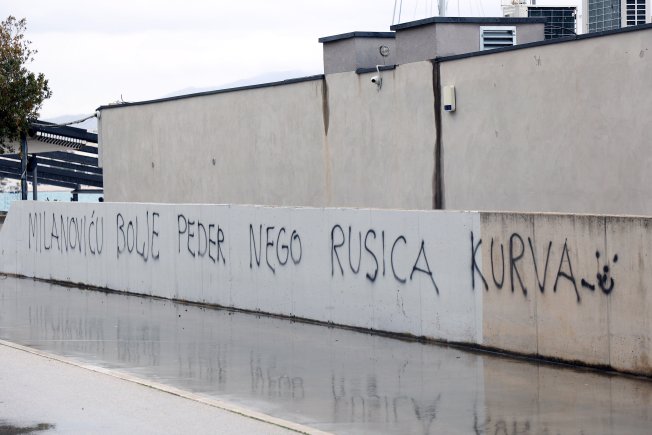 MILANOVIĆU BOLJE PEDER NEGO RUSICA KURVA